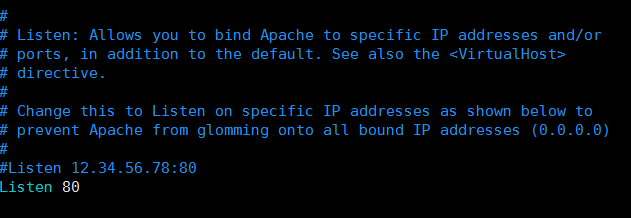 #
# Listen: Allows you to bind Apache to specific IP addresses and/or
# ports, in addition to the default. See also the <VirtualHost>
# directive.
#
# Change this to Listen on specific IP addresses as shown below to
# prevent Apache from glomming onto all bound IP addresses (0.0.0.0)
#
#Listen 12.34.56.78:80
Listen 80